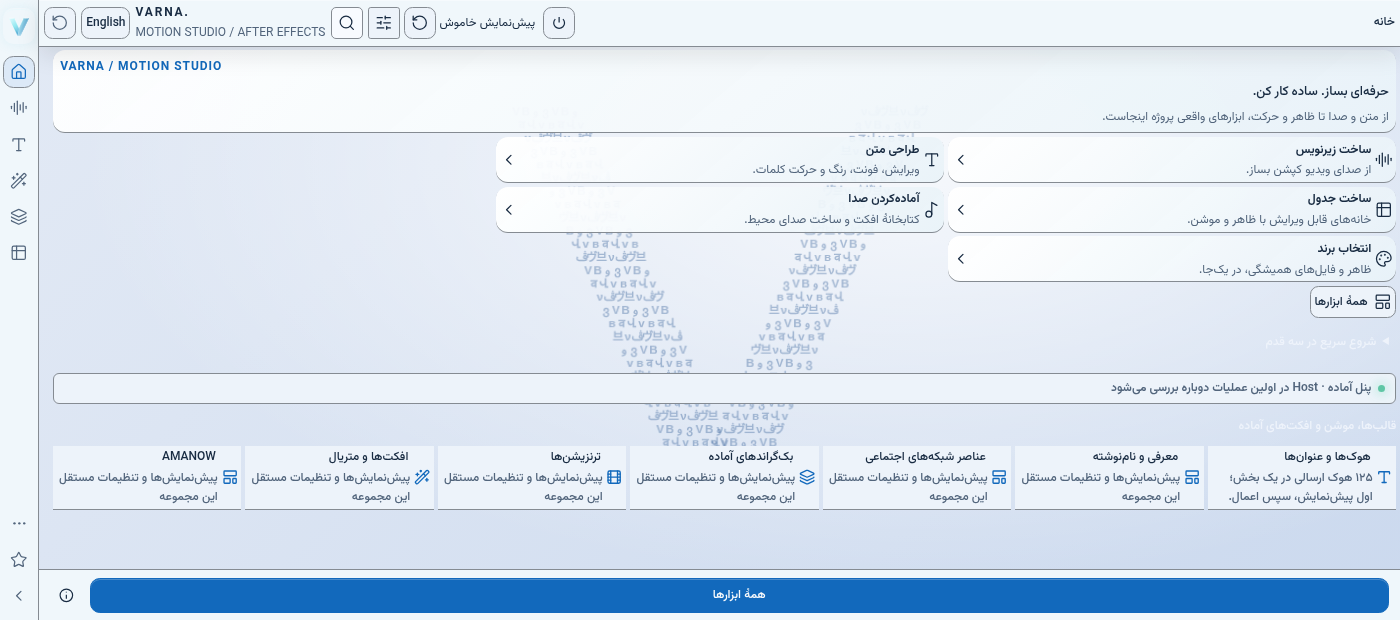 خانه
پیش‌نمایش خاموش
English
VARNA.
MOTION STUDIO / AFTER EFFECTS
VARNA / MOTION STUDIO
حرفه‌ای بساز. ساده کار کن.
از متن و صدا تا ظاهر و حرکت، ابزارهای واقعی پروژه اینجاست.
ساخت زیرنویس
از صدای ویدیو کپشن بساز.
طراحی متن
ویرایش، فونت، رنگ و حرکت کلمات.
ساخت جدول
خانه‌های قابل ویرایش با ظاهر و موشن.
آماده‌کردن صدا
کتابخانهٔ افکت و ساخت صدای محیط.
انتخاب برند
ظاهر و فایل‌های همیشگی، در یک‌جا.
همهٔ ابزارها
شروع سریع در سه قدم
پنل آماده · Host در اولین عملیات دوباره بررسی می‌شود
قالب‌ها، موشن و افکت‌های آماده
هوک‌ها و عنوان‌ها
۱۲۵ هوک ارسالی در یک بخش؛
اول پیش‌نمایش، سپس اعمال.
معرفی و نام‌نوشته
پیش‌نمایش‌ها و تنظیمات مستقل
این مجموعه
عناصر شبکه‌های اجتماعی
پیش‌نمایش‌ها و تنظیمات مستقل
این مجموعه
بک‌گراندهای آماده
پیش‌نمایش‌ها و تنظیمات مستقل
این مجموعه
ترنزیشن‌ها
پیش‌نمایش‌ها و تنظیمات مستقل
این مجموعه
افکت‌ها و متریال
پیش‌نمایش‌ها و تنظیمات مستقل
این مجموعه
AMANOW
پیش‌نمایش‌ها و تنظیمات مستقل
این مجموعه
همهٔ ابزارها